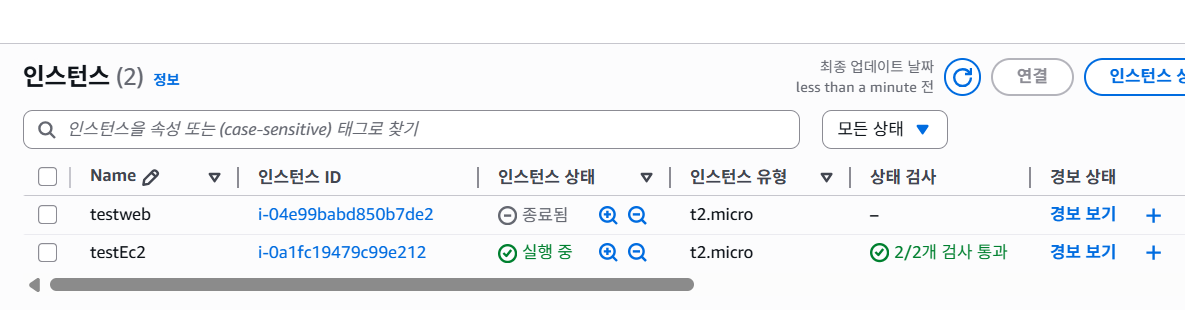 인스턴스 (2) 정보
최종 업데이트 날짜
less than a minute 전
연결
인스턴스 상
인스턴스을 속성 또는 (case-sensitive) 태그로 찾기
모든 상태
Name 인스턴스 ID 인스턴스 상태 인스턴스 유형 상태 검사 경보 상태
testweb i-04e99babd850b7de2 종료됨 t2.micro – 경보 보기 +
testEc2 i-0a1fc19479c99e212 실행 중 t2.micro 2/2개 검사 통과 경보 보기 +